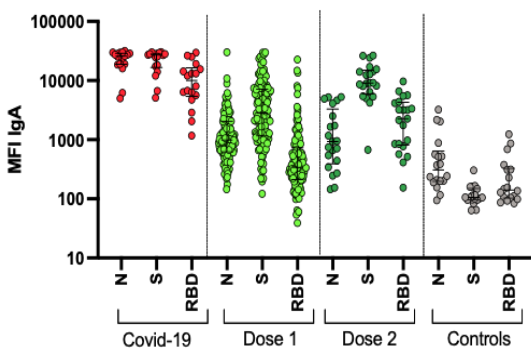 100000
10000
1000
100
10
MFI IgA
N S RBD N S RBD N S RBD N S RBD
Covid-19 Dose 1 Dose 2 Controls